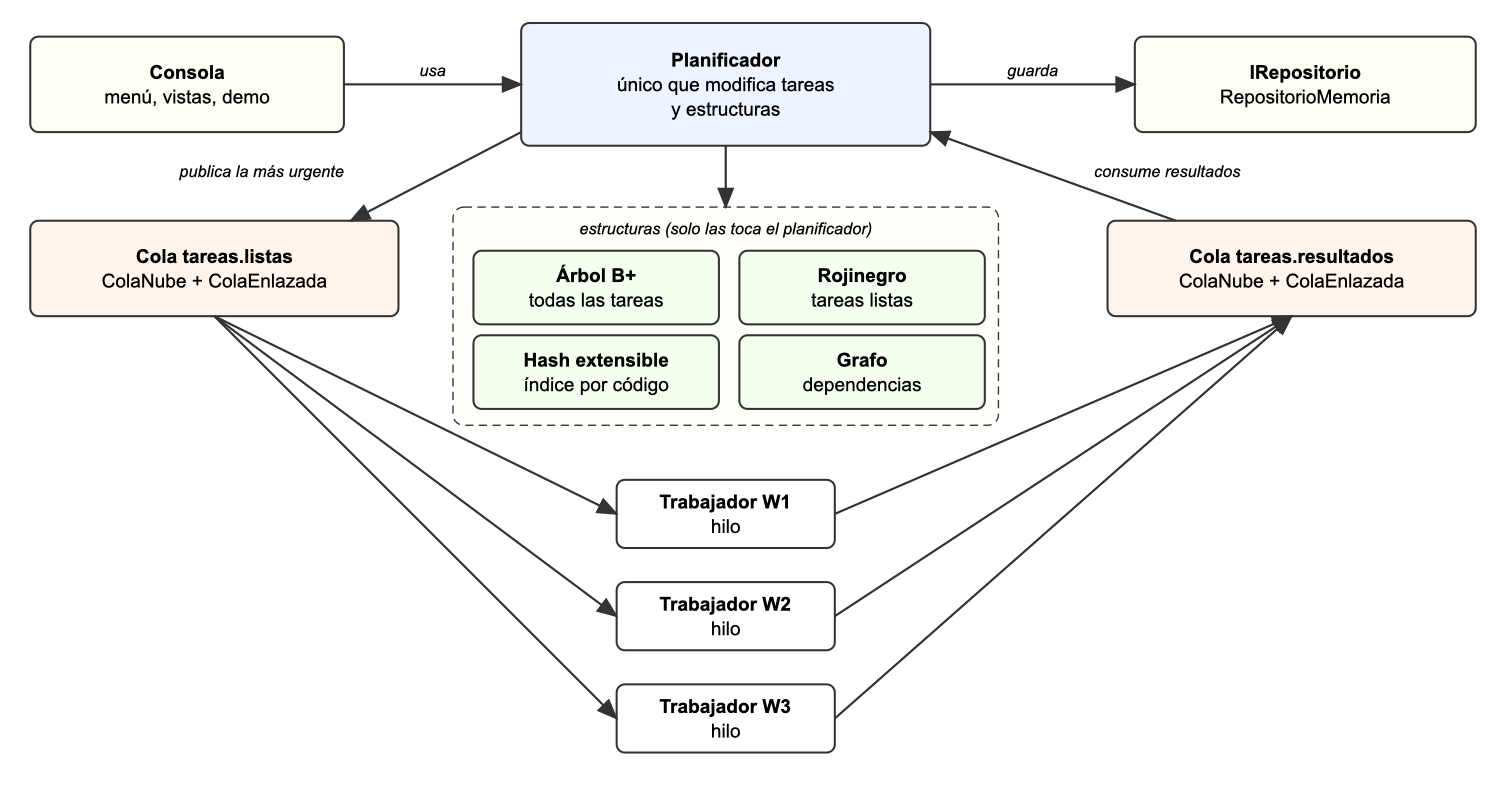 Consola
menú, vistas, demo
usa
Planificador
único que modifica tareas
y estructuras
guarda
IRepositorio
RepositorioMemoria
publica la más urgente
consume resultados
Cola tareas.listas
ColaNube + ColaEnlazada
estructuras (solo las toca el planificador)
Árbol B+
todas las tareas
Rojinegro
tareas listas
Hash extensible
índice por código
Grafo
dependencias
Cola tareas.resultados
ColaNube + ColaEnlazada
Trabajador W1
hilo
Trabajador W2
hilo
Trabajador W3
hilo